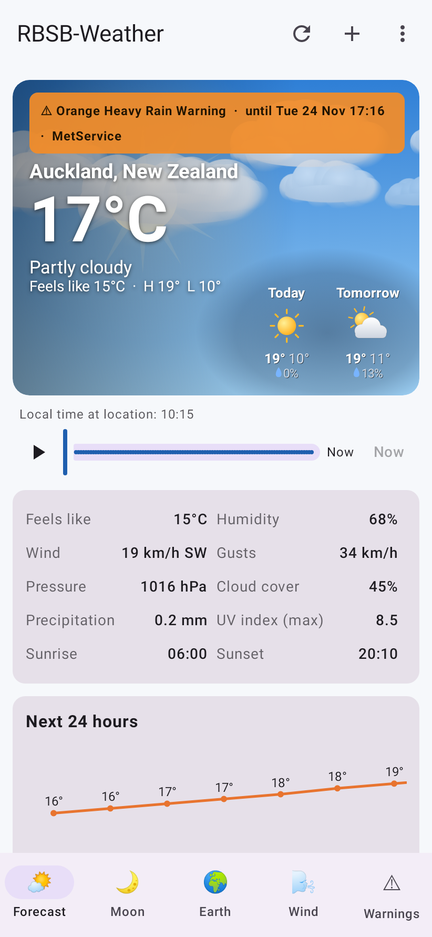 RBSB-Weather
⚠ Orange Heavy Rain Warning · until Tue 24 Nov 17:16
· MetService
Auckland, New Zealand
17°C
Partly cloudy
Feels like 15°C · H 19° L 10°
Today Tomorrow
19° 10° 19° 11°
0% 13%
Local time at location: 10:15
Now Now
Feels like 15°C Humidity 68%
Wind 19 km/h SW Gusts 34 km/h
Pressure 1016 hPa Cloud cover 45%
Precipitation 0.2 mm UV index (max) 8.5
Sunrise 06:00 Sunset 20:10
Next 24 hours
16° 16° 17° 17° 18° 18° 19°
Forecast Moon Earth Wind Warnings